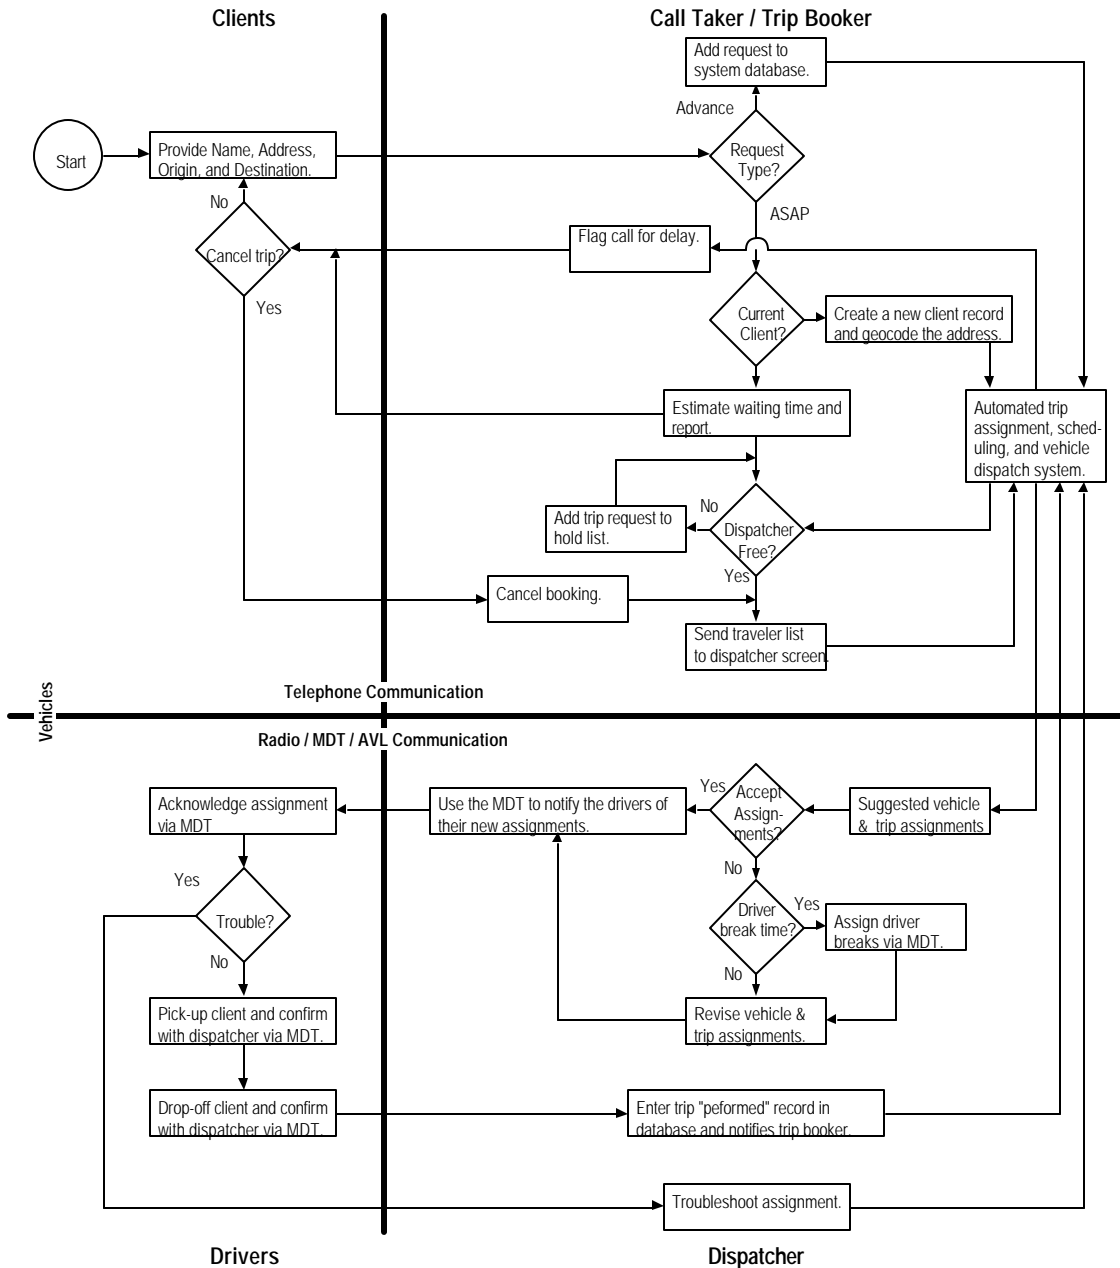 Clients
Call Taker / Trip Booker
Add request to
system database.
Advance
Start
Provide Name, Address,
Origin, and Destination.
Request
Type?
No
ASAP
Cancel trip?
Flag call for delay.
Yes
Current
Client?
Create a new client record
and geocode the address.
Estimate waiting time and
report.
Automated trip
assignment, sched-
uling, and vehicle
dispatch system.
No
Add trip request to
hold list.
Dispatcher
Free?
Yes
Cancel booking.
Send traveler list
to dispatcher screen.
Telephone Communication
Vehicles
Radio / MDT / AVL Communication
Acknowledge assignment
via MDT
Use the MDT to notify the drivers of
their new assignments.
Yes
Accept
Assign-
ments?
Suggested vehicle
& trip assignments
No
Yes
Trouble?
No
Driver
break time?
Yes
Assign driver
breaks via MDT.
No
Pick-up client and confirm
with dispatcher via MDT.
Revise vehicle &
trip assignments.
Drop-off client and confirm
with dispatcher via MDT.
Enter trip "peformed" record in
database and notifies trip booker.
Troubleshoot assignment.
Drivers
Dispatcher